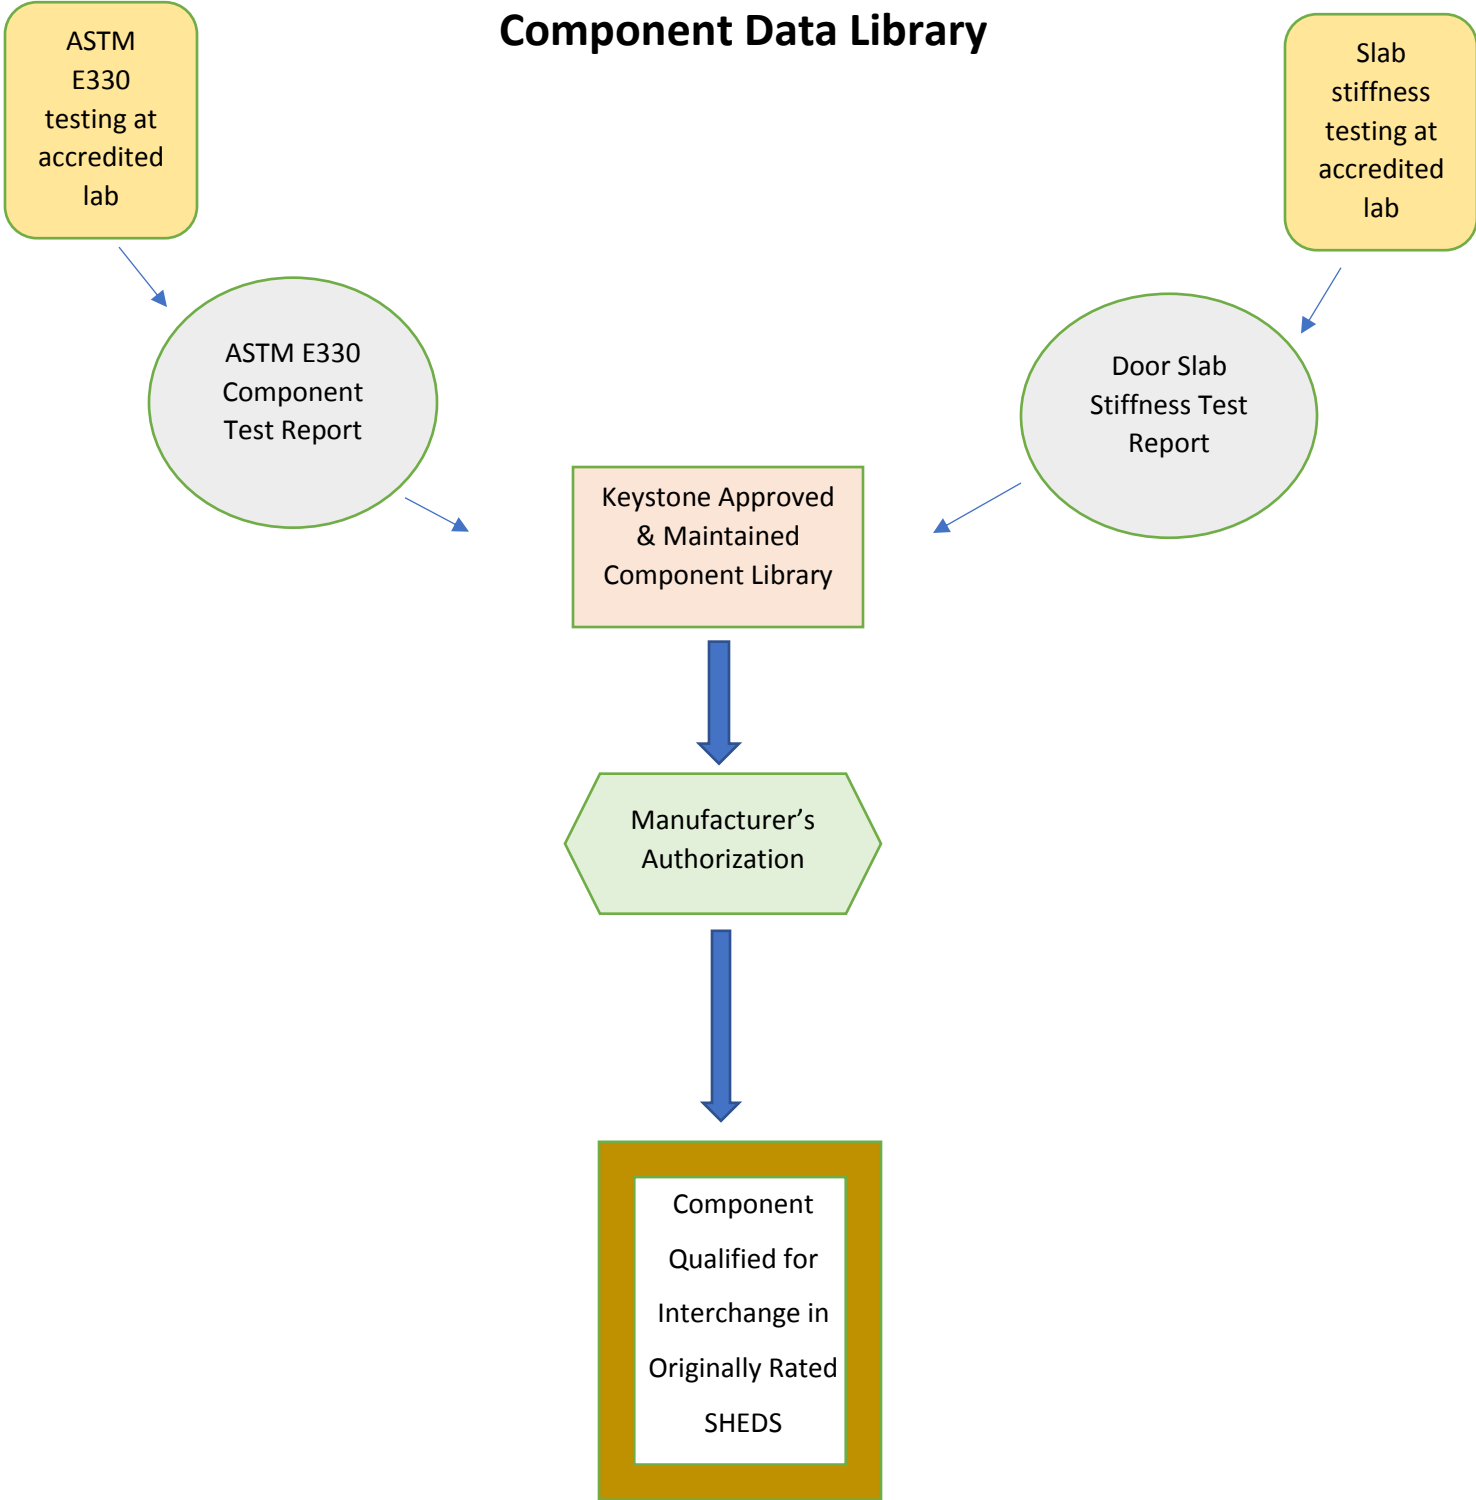 Component Data Library
ASTM
E330
testing at
accredited
lab
Slab
stiffness
testing at
accredited
lab
ASTM E330
Component
Test Report
Door Slab
Stiffness Test
Report
Keystone Approved
& Maintained
Component Library
Manufacturer’s
Authorization
Component
Qualified for
Interchange in
Originally Rated
SHEDS